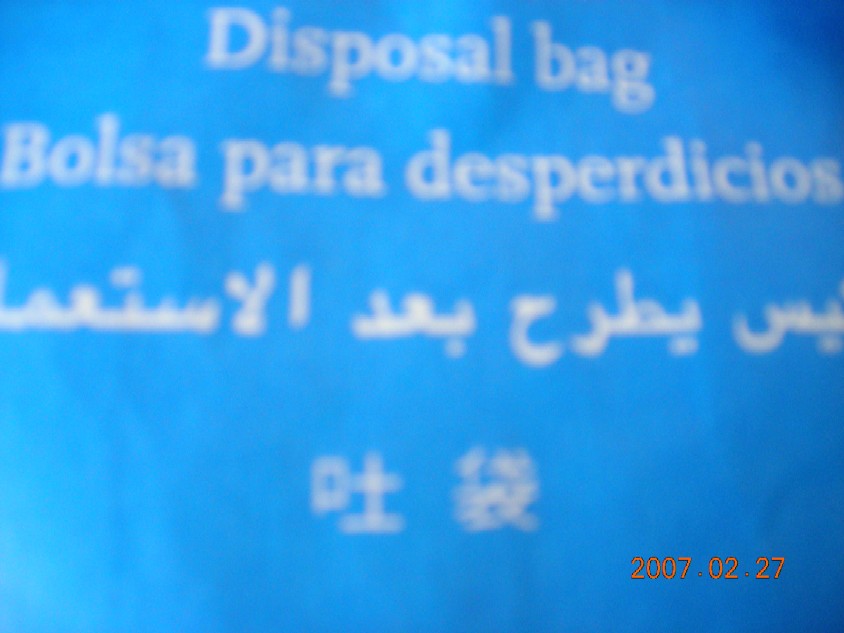 Disposal bag
Bolsa para desperdicios
يطرح بعد
吐 袋
2007.02.27